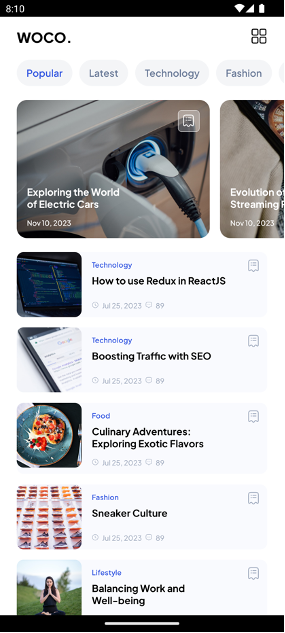 8:10
WOCO.
Popular
Latest
Technology
Fashion
Exploring the World
of Electric Cars
Nov 10, 2023
Evolution of
Streaming
Nov 10, 2023
Technology
How to use Redux in ReactJS
Jul 25, 2023 89
Technology
Boosting Traffic with SEO
Jul 25, 2023 89
Food
Culinary Adventures:
Exploring Exotic Flavors
Jul 25, 2023 89
Fashion
Sneaker Culture
Jul 25, 2023 89
Lifestyle
Balancing Work and
Well-being